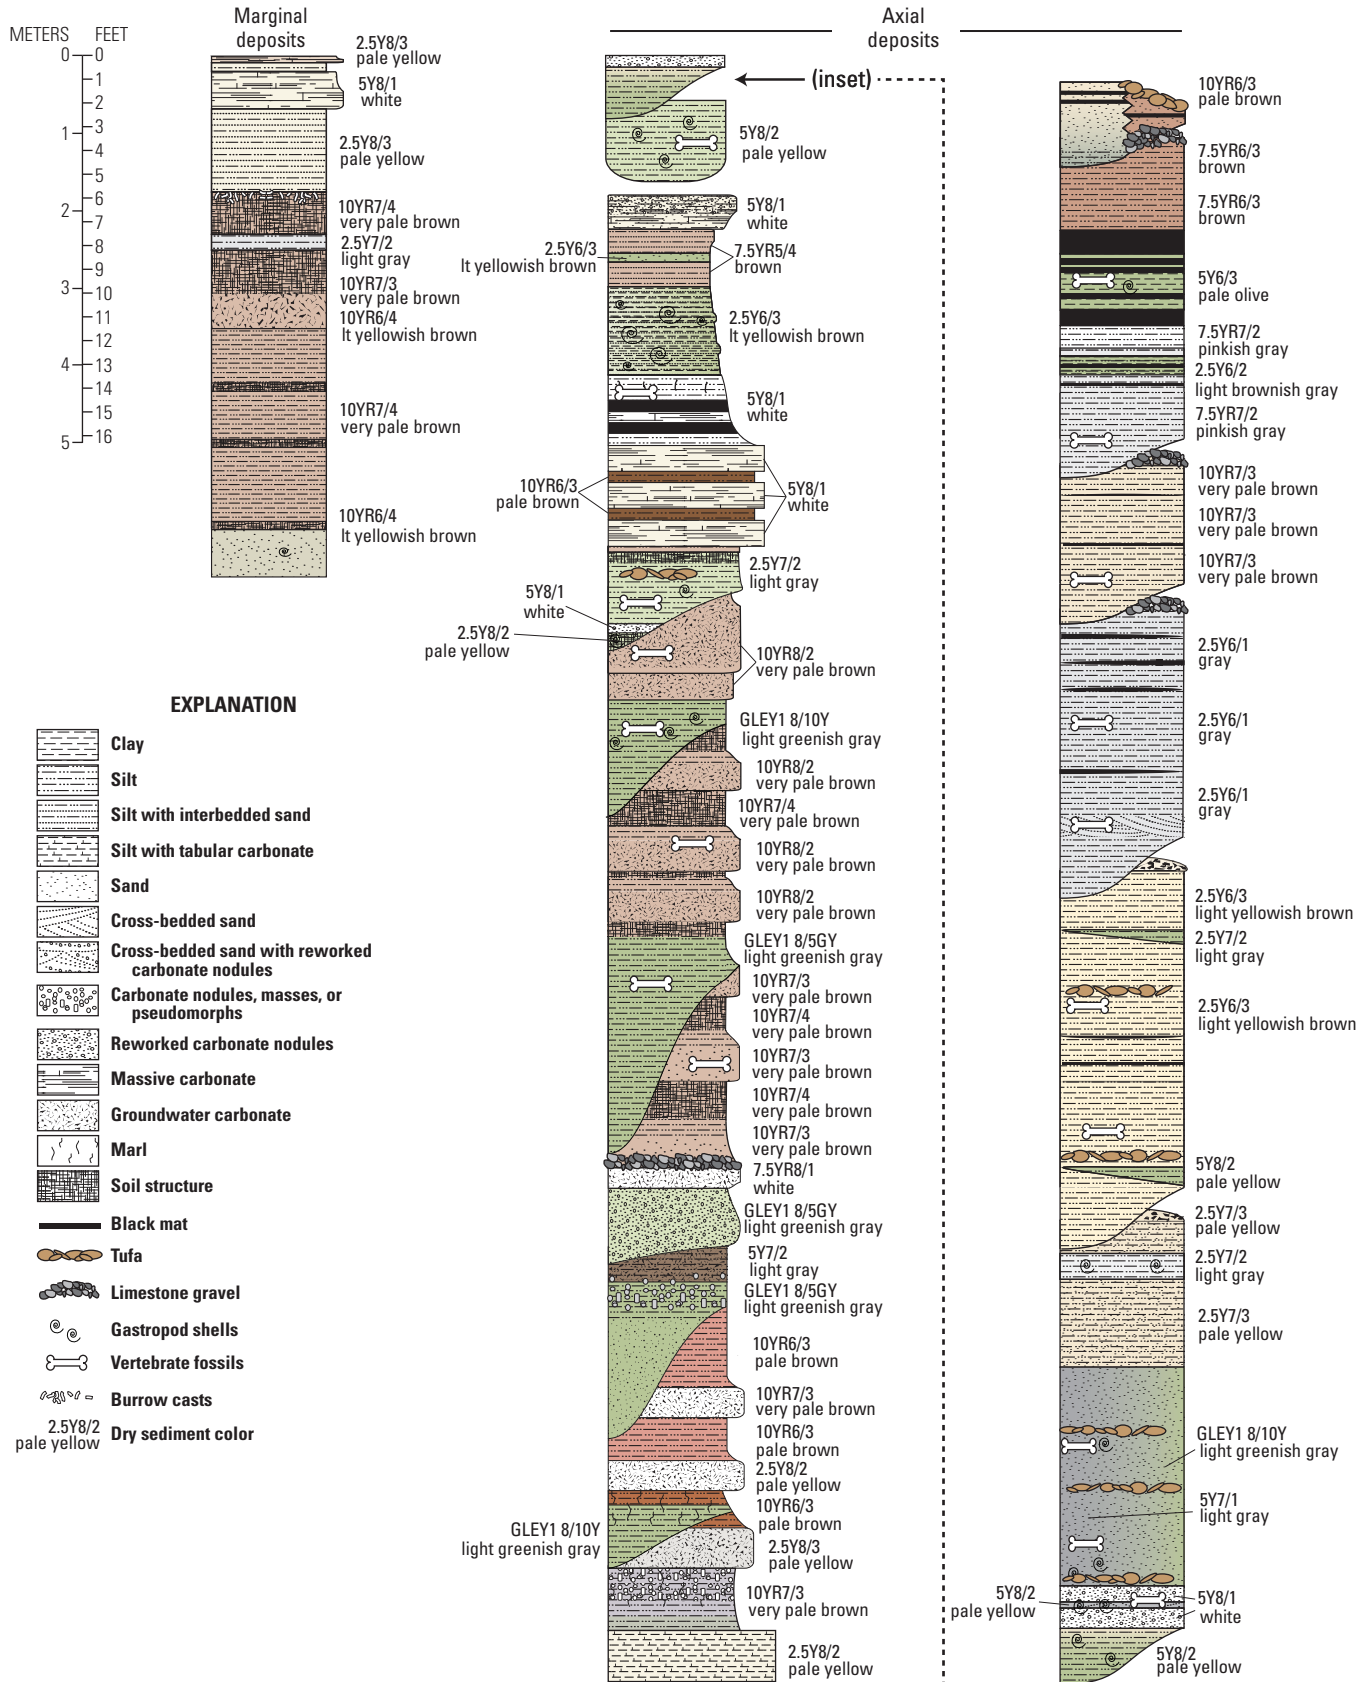 METERS FEET
0 0
1
2
1 3
4
5
6
2 7
8
9
3 10
11
12
4 13
14
15
5 16
Marginal
deposits
2.5Y8/3
pale yellow
5Y8/1
white
2.5Y8/3
pale yellow
10YR7/4
very pale brown
2.5Y7/2
light gray
10YR7/3
very pale brown
10YR6/4
lt yellowish brown
10YR7/4
very pale brown
10YR6/4
lt yellowish brown
Axial
deposits
(inset)
5Y8/2
pale yellow
5Y8/1
white
2.5Y6/3
lt yellowish brown
7.5YR5/4
brown
2.5Y6/3
lt yellowish brown
5Y8/1
white
10YR6/3
pale brown
5Y8/1
white
2.5Y7/2
light gray
5Y8/1
white
2.5Y8/2
pale yellow
10YR8/2
very pale brown
GLEY1 8/10Y
light greenish gray
10YR8/2
very pale brown
10YR7/4
very pale brown
10YR8/2
very pale brown
10YR8/2
very pale brown
GLEY1 8/5GY
light greenish gray
10YR7/3
very pale brown
10YR7/4
very pale brown
10YR7/3
very pale brown
10YR7/4
very pale brown
10YR7/3
very pale brown
7.5YR8/1
white
GLEY1 8/5GY
light greenish gray
5Y7/2
light gray
GLEY1 8/5GY
light greenish gray
10YR6/3
pale brown
10YR7/3
very pale brown
10YR6/3
pale brown
2.5Y8/2
pale yellow
10YR6/3
pale brown
GLEY1 8/10Y
light greenish gray
2.5Y8/3
pale yellow
10YR7/3
very pale brown
2.5Y8/2
pale yellow
10YR6/3
pale brown
7.5YR6/3
brown
7.5YR6/3
brown
5Y6/3
pale olive
7.5YR7/2
pinkish gray
2.5Y6/2
light brownish gray
7.5YR7/2
pinkish gray
10YR7/3
very pale brown
10YR7/3
very pale brown
10YR7/3
very pale brown
2.5Y6/1
gray
2.5Y6/1
gray
2.5Y6/1
gray
2.5Y6/3
light yellowish brown
2.5Y7/2
light gray
2.5Y6/3
light yellowish brown
5Y8/2
pale yellow
2.5Y7/3
pale yellow
2.5Y7/2
light gray
2.5Y7/3
pale yellow
GLEY1 8/10Y
light greenish gray
5Y7/1
light gray
5Y8/2
pale yellow
5Y8/1
white
5Y8/2
pale yellow
EXPLANATION
Clay
Silt
Silt with interbedded sand
Silt with tabular carbonate
Sand
Cross-bedded sand
Cross-bedded sand with reworked
carbonate nodules
Carbonate nodules, masses, or
pseudomorphs
Reworked carbonate nodules
Massive carbonate
Groundwater carbonate
Marl
Soil structure
Black mat
Tufa
Limestone gravel
Gastropod shells
Vertebrate fossils
Burrow casts
2.5Y8/2
pale yellow
Dry sediment color